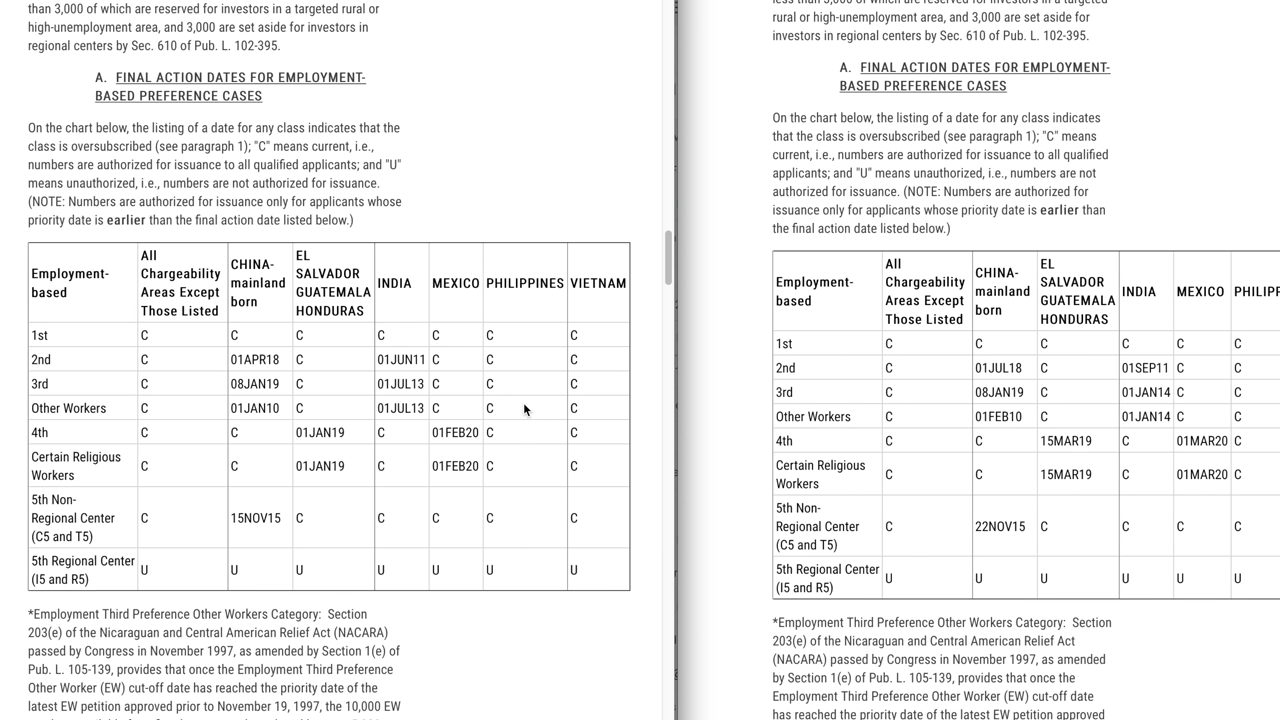 than 3,000 of which are reserved for investors in a targeted rural or
high-unemployment area, and 3,000 are set aside for investors in
regional centers by Sec. 610 of Pub. L. 102-395.
A. FINAL ACTION DATES FOR EMPLOYMENT-
BASED PREFERENCE CASES
On the chart below, the listing of a date for any class indicates that the
class is oversubscribed (see paragraph 1); "C" means current, i.e.,
numbers are authorized for issuance to all qualified applicants; and "U"
means unauthorized, i.e., numbers are not authorized for issuance.
(NOTE: Numbers are authorized for issuance only for applicants whose
priority date is earlier than the final action date listed below.)
Employment-
based
All
Chargeability
Areas Except
Those Listed
CHINA-
mainland
born
EL
SALVADOR
GUATEMALA
HONDURAS
INDIA
MEXICO
PHILIPPINES
VIETNAM
1st C C C C C C C
2nd C 01APR18 C 01JUN11 C C C
3rd C 08JAN19 C 01JUL13 C C C
Other Workers C 01JAN10 C 01JUL13 C C C
4th C C 01JAN19 C 01FEB20 C C
Certain Religious
Workers
C C 01JAN19 C 01FEB20 C C
5th Non-
Regional Center
(C5 and T5)
C 15NOV15 C C C C C
5th Regional Center
(I5 and R5)
U U U U U U U
*Employment Third Preference Other Workers Category: Section
203(e) of the Nicaraguan and Central American Relief Act (NACARA)
passed by Congress in November 1997, as amended by Section 1(e) of
Pub. L. 105-139, provides that once the Employment Third Preference
Other Worker (EW) cut-off date has reached the priority date of the
latest EW petition approved prior to November 19, 1997, the 10,000 EW
rural or high-unemployment area, and 3,000 are set aside for
investors in regional centers by Sec. 610 of Pub. L. 102-395.
A. FINAL ACTION DATES FOR EMPLOYMENT-
BASED PREFERENCE CASES
On the chart below, the listing of a date for any class indicates
that the class is oversubscribed (see paragraph 1); "C" means
current, i.e., numbers are authorized for issuance to all qualified
applicants; and "U" means unauthorized, i.e., numbers are not
authorized for issuance. (NOTE: Numbers are authorized for
issuance only for applicants whose priority date is earlier than
the final action date listed below.)
Employment-
based
All
Chargeability
Areas Except
Those Listed
CHINA-
mainland
born
EL
SALVADOR
GUATEMALA
HONDURAS
INDIA
MEXICO
1st C C C C C C
2nd C 01JUL18 C 01SEP11 C C
3rd C 08JAN19 C 01JAN14 C C
Other Workers C 01FEB10 C 01JAN14 C C
4th C C 15MAR19 C 01MAR20 C
Certain Religious
Workers
C C 15MAR19 C 01MAR20 C
5th Non-
Regional Center
(C5 and T5)
C 22NOV15 C C C C
5th Regional Center
(I5 and R5)
U U U U U U
*Employment Third Preference Other Workers Category: Section
203(e) of the Nicaraguan and Central American Relief Act
(NACARA) passed by Congress in November 1997, as amended
by Section 1(e) of Pub. L. 105-139, provides that once the
Employment Third Preference Other Worker (EW) cut-off date
has reached the priority date of the latest EW petition approved